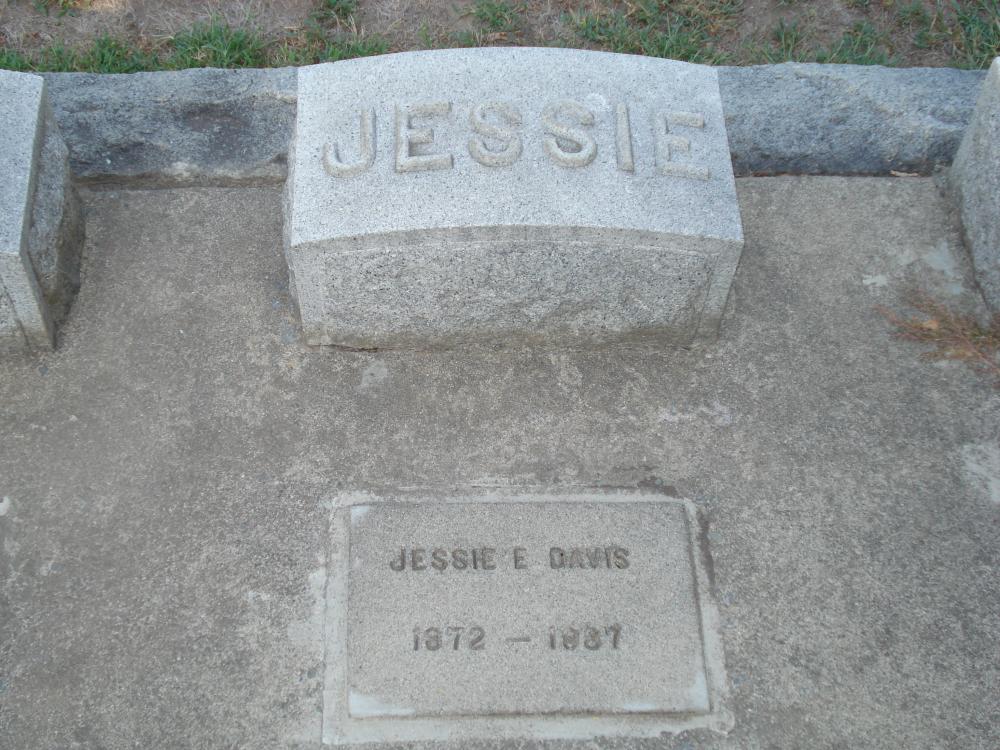 JESSIE
JESSIE E DAVIS
1872 — 1937